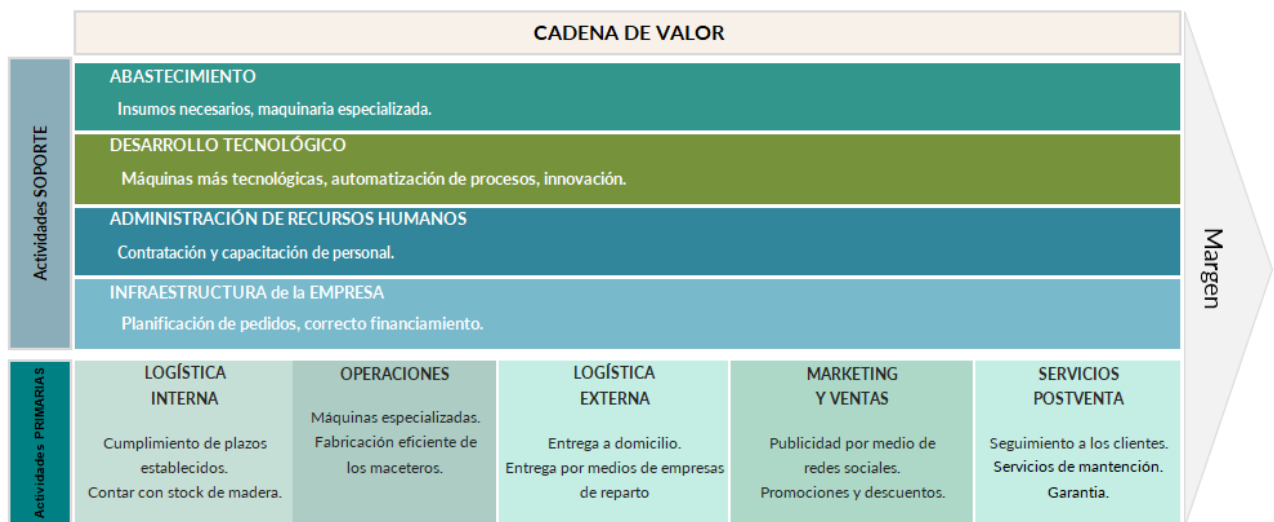 CADENA DE VALOR
Actividades SOPORTE
ABASTECIMIENTO
Insumos necesarios, maquinaria especializada.
DESARROLLO TECNOLÓGICO
Máquinas más tecnológicas, automatización de procesos, innovación.
ADMINISTRACIÓN DE RECURSOS HUMANOS
Contratación y capacitación de personal.
INFRAESTRUCTURA de la EMPRESA
Planificación de pedidos, correcto financiamiento.
Actividades PRIMARIAS
LOGÍSTICA
INTERNA
Cumplimiento de plazos
establecidos.
Contar con stock de madera.
OPERACIONES
Máquinas especializadas.
Fabricación eficiente de
los maceteros.
LOGÍSTICA
EXTERNA
Entrega a domicilio.
Entrega por medios de empresas
de reparto
MARKETING
Y VENTAS
Publicidad por medio de
redes sociales.
Promociones y descuentos.
SERVICIOS
POSTVENTA
Seguimiento a los clientes.
Servicios de mantención.
Garantia.
Margen